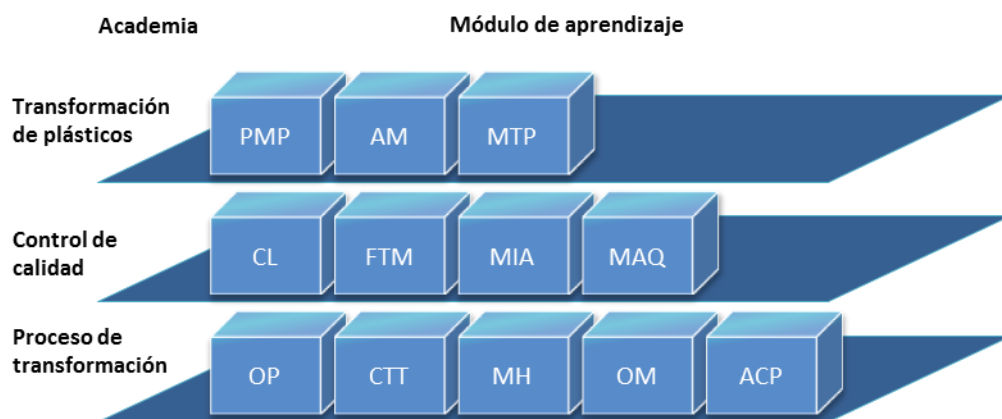 Academia
Módulo de aprendizaje
Transformación
de plásticos
PMP
AM
MTP
Control de
calidad
CL
FTM
MIA
MAQ
Proceso de
transformación
OP
CTT
MH
OM
ACP